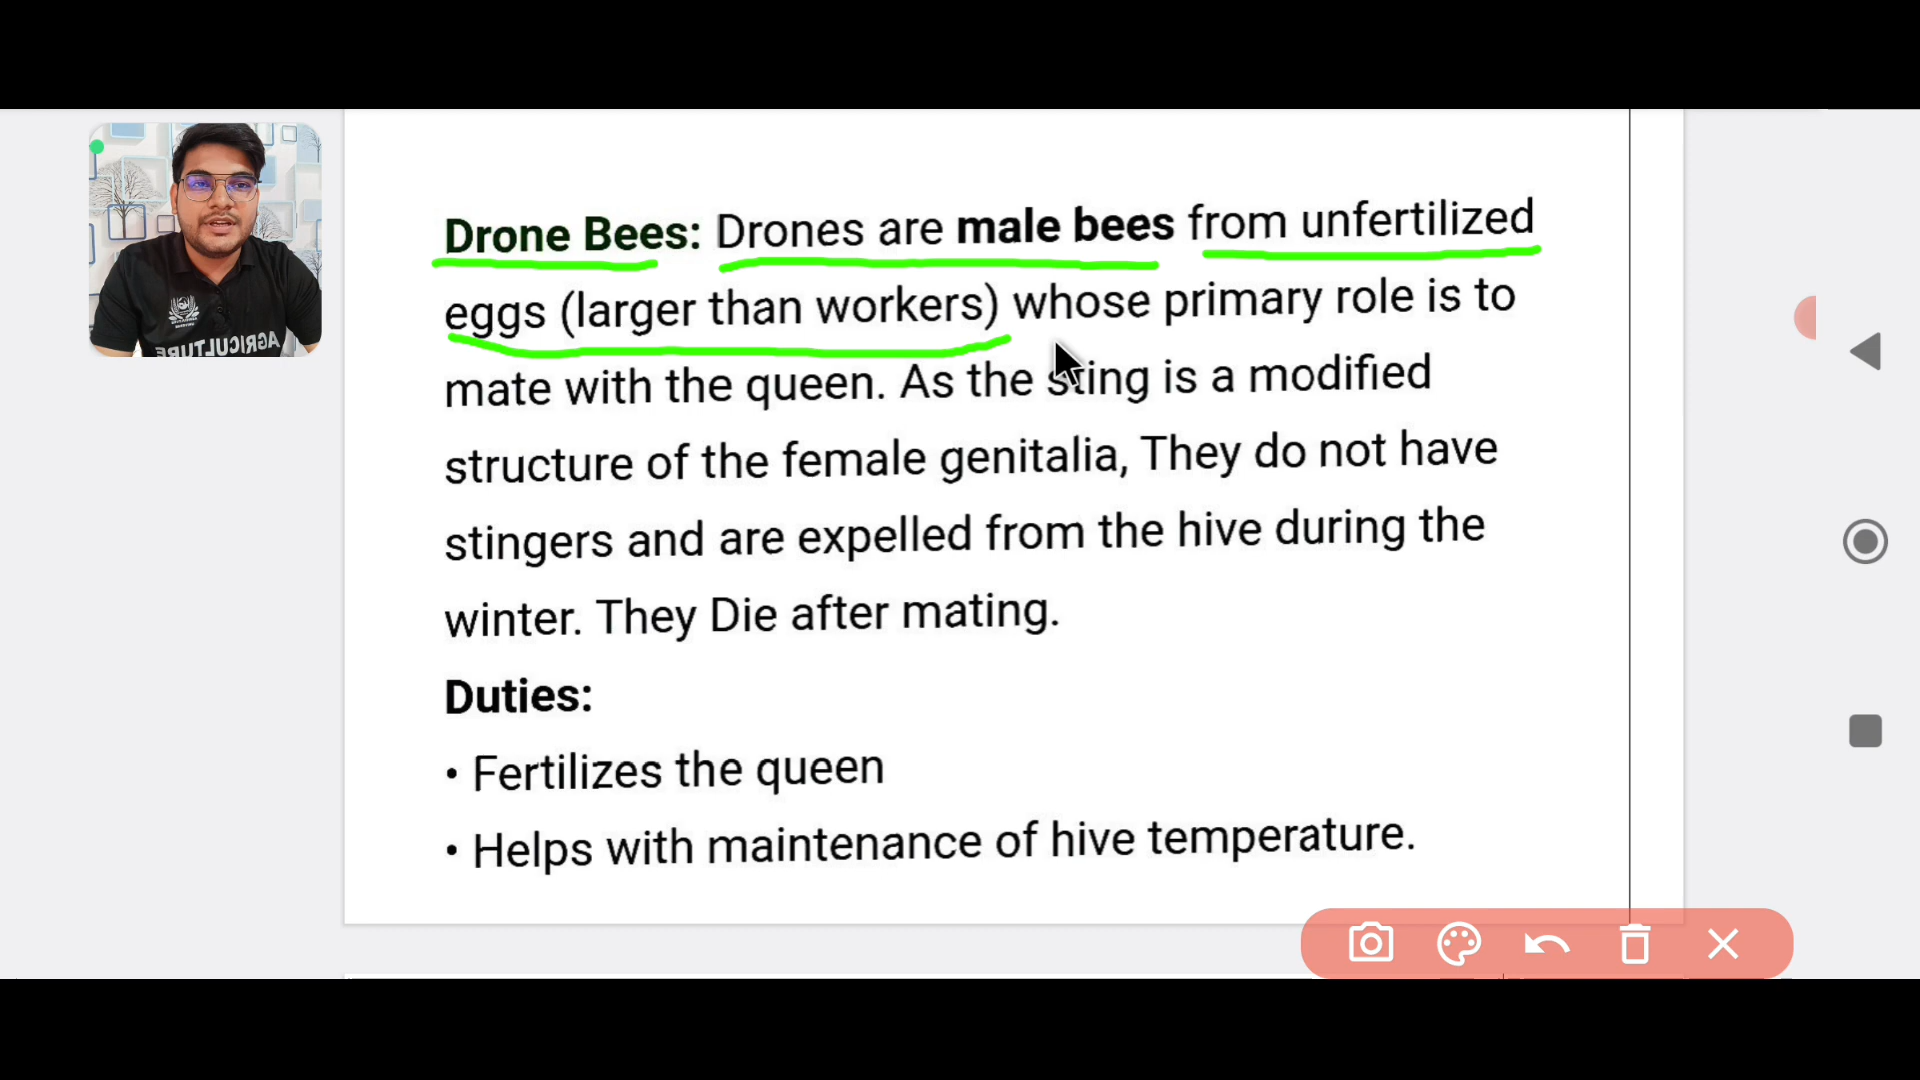 Drone Bees: Drones are male bees from unfertilized
eggs (larger than workers) whose primary role is to
mate with the queen. As the sting is a modified
structure of the female genitalia, They do not have
stingers and are expelled from the hive during the
winter. They Die after mating.
Duties:
• Fertilizes the queen
• Helps with maintenance of hive temperature.
AGRICULTURE